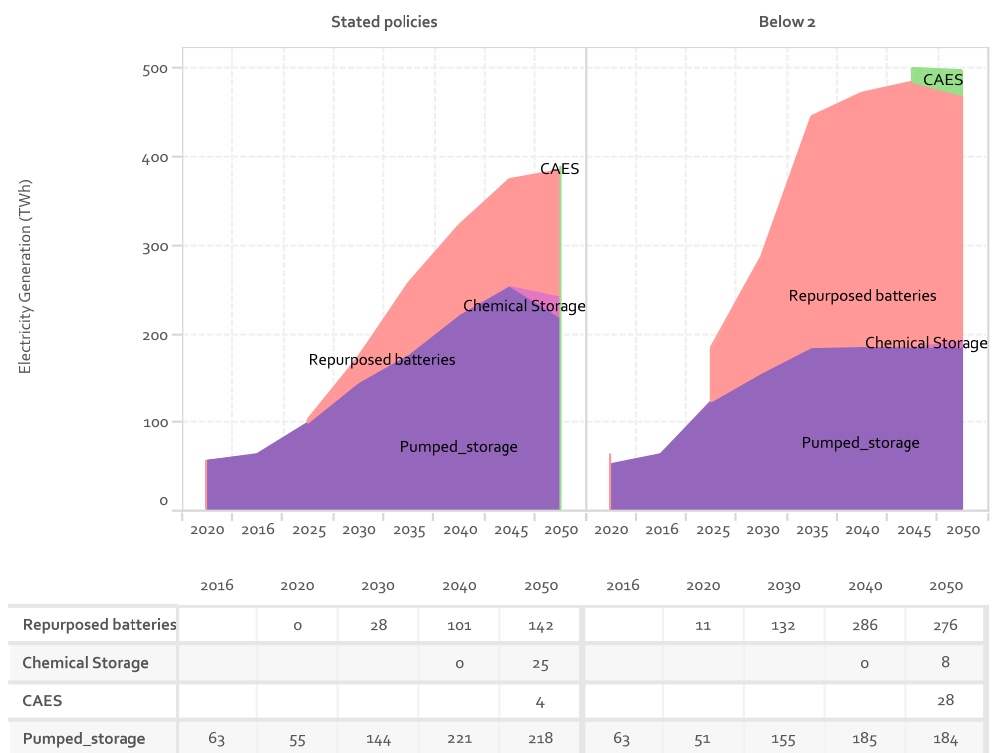 Stated policies
Below 2
Electricity Generation (TWh)
500
400
300
200
100
0
CAES
Chemical Storage
Repurposed batteries
Pumped_storage
CAES
Repurposed batteries
Chemical Storage
Pumped_storage
2020 2016 2025 2030 2035 2040 2045 2050 2020 2016 2025 2030 2035 2040 2045 2050
2016 2020 2030 2040 2050 2016 2020 2030 2040 2050
Repurposed batteries 0 28 101 142 11 132 286 276
Chemical Storage 0 25 0 8
CAES 4 28
Pumped_storage 63 55 144 221 218 63 51 155 185 184